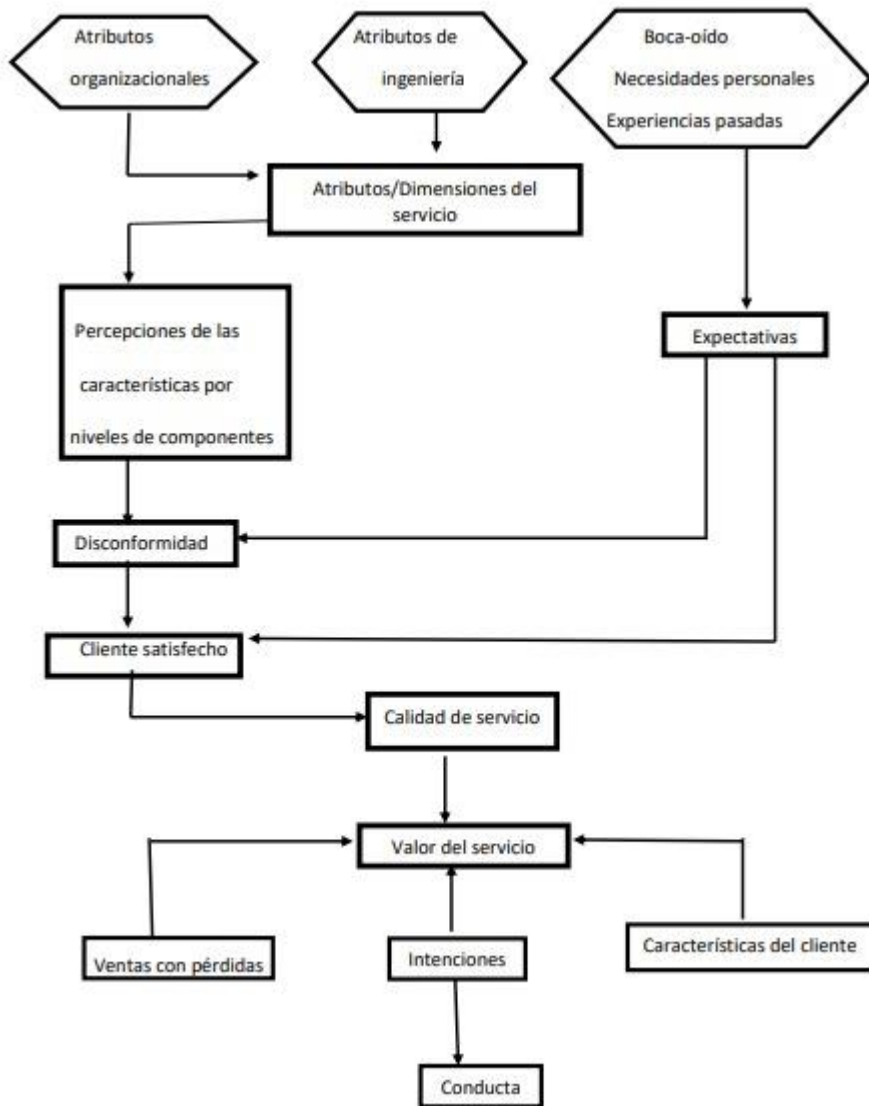 Atributos
organizacionales
Atributos de
ingeniería
Boca-oído
Necesidades personales
Experiencias pasadas
Atributos/Dimensiones del
servicio
Percepciones de las
características por
niveles de componentes
Expectativas
Disconformidad
Cliente satisfecho
Calidad de servicio
Valor del servicio
Ventas con pérdidas
Intenciones
Características del cliente
Conducta